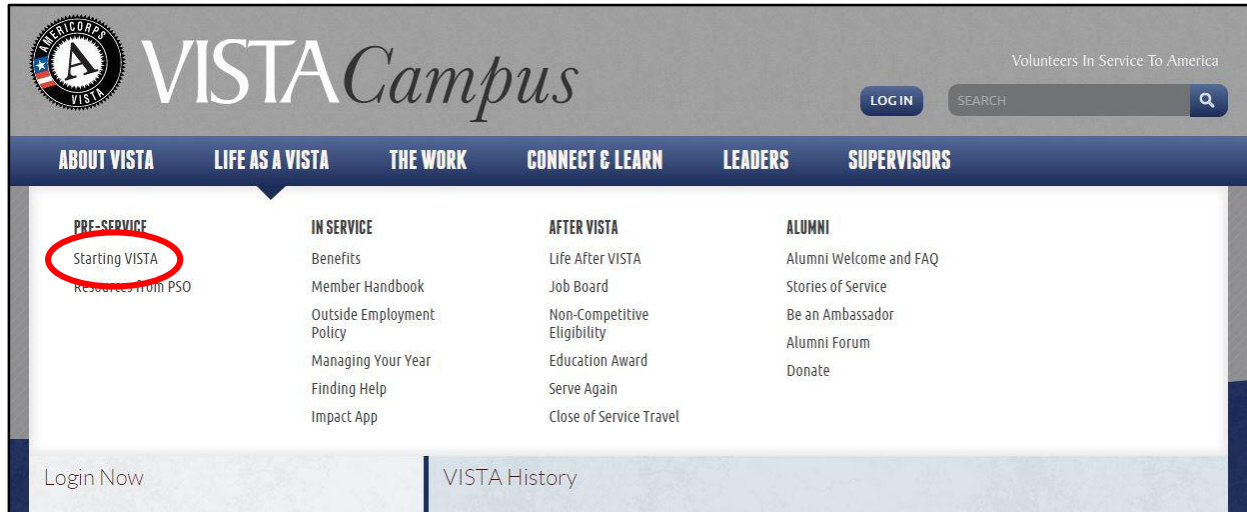 AMERICORPS
A
VISTA
VISTA Campus
Volunteers In Service To America
LOG IN
SEARCH
ABOUT VISTA
LIFE AS A VISTA
THE WORK
CONNECT & LEARN
LEADERS
SUPERVISORS
PRE-SERVICE
Starting VISTA
Resources from PSO
IN SERVICE
Benefits
Member Handbook
Outside Employment
Policy
Managing Your Year
Finding Help
Impact App
AFTER VISTA
Life After VISTA
Job Board
Non-Competitive
Eligibility
Education Award
Serve Again
Close of Service Travel
ALUMNI
Alumni Welcome and FAQ
Stories of Service
Be an Ambassador
Alumni Forum
Donate
Login Now
VISTA History